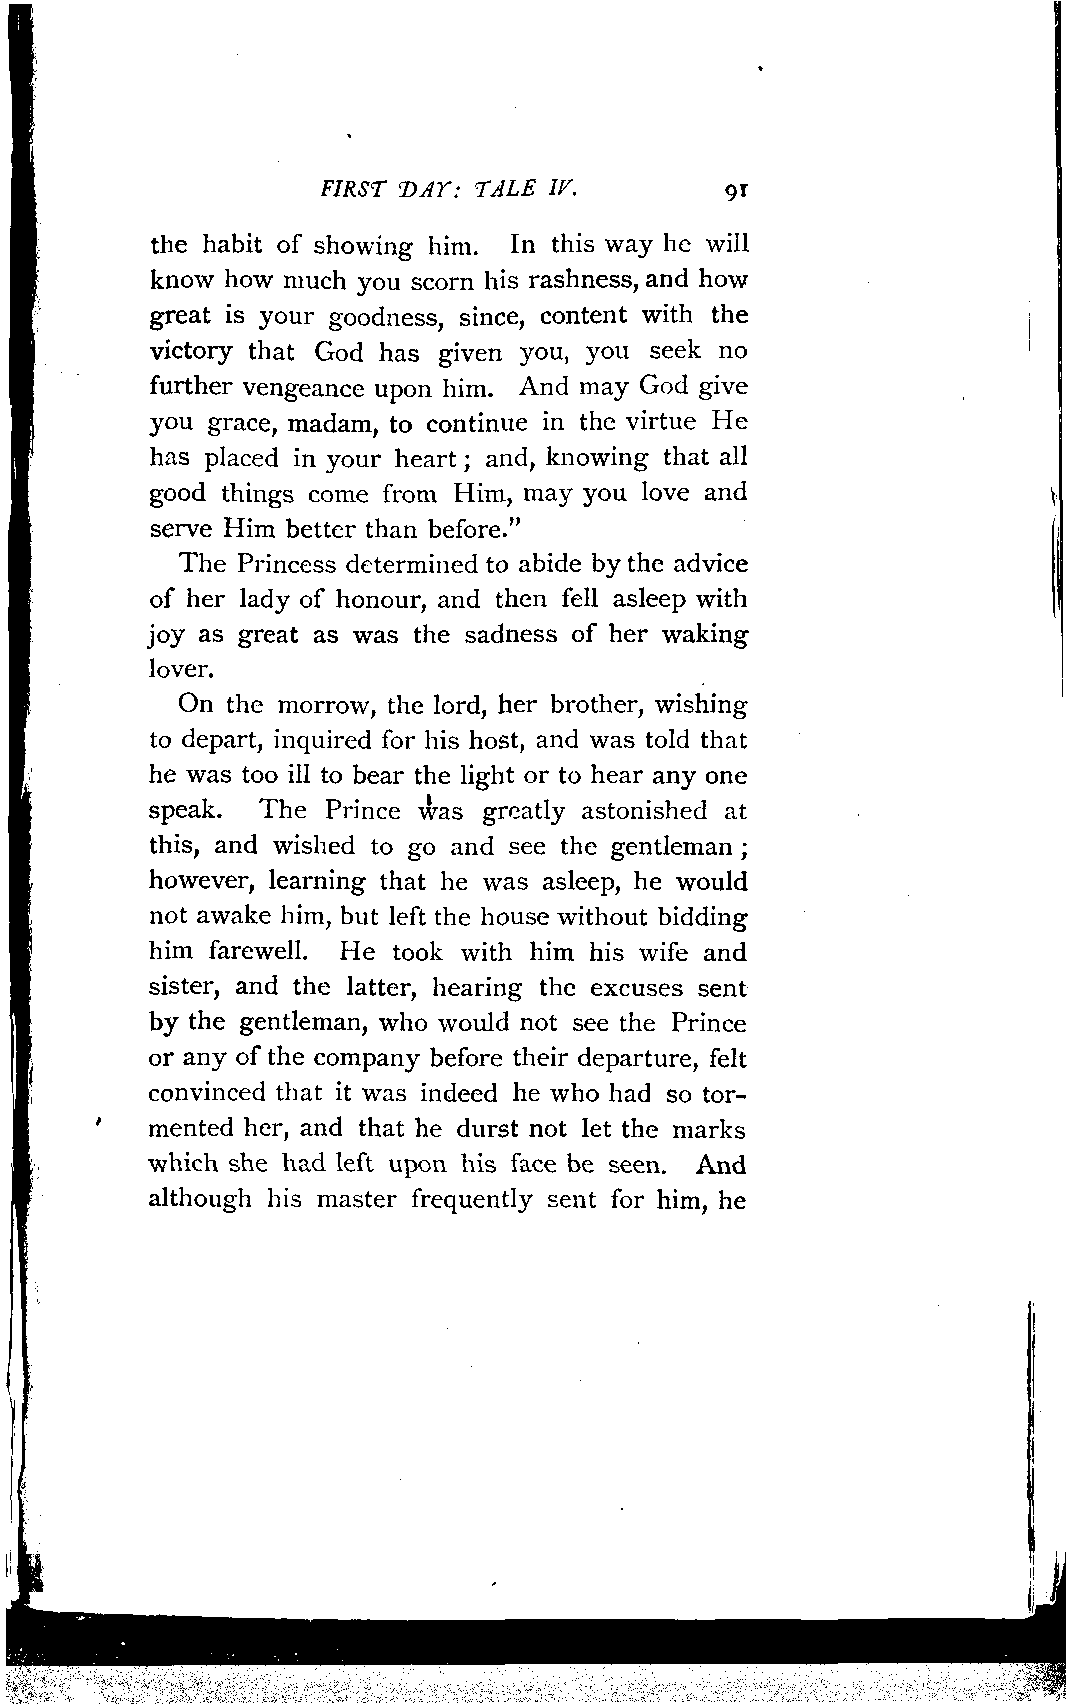 FIRST DAY: TALE IV. 91
the habit of showing him. In this way he will
know how much you scorn his rashness, and how
great is your goodness, since, content with the
victory that God has given you, you seek no
further vengeance upon him. And may God give
you grace, madam, to continue in the virtue He
has placed in your heart; and, knowing that all
good things come from Him, may you love and
serve Him better than before."
The Princess determined to abide by the advice
of her lady of honour, and then fell asleep with
joy as great as was the sadness of her waking
lover.
On the morrow, the lord, her brother, wishing
to depart, inquired for his host, and was told that
he was too ill to bear the light or to hear any one
speak. The Prince was greatly astonished at
this, and wished to go and see the gentleman;
however, learning that he was asleep, he would
not awake him, but left the house without bidding
him farewell. He took with him his wife and
sister, and the latter, hearing the excuses sent
by the gentleman, who would not see the Prince
or any of the company before their departure, felt
convinced that it was indeed he who had so tor-
mented her, and that he durst not let the marks
which she had left upon his face be seen. And
although his master frequently sent for him, he